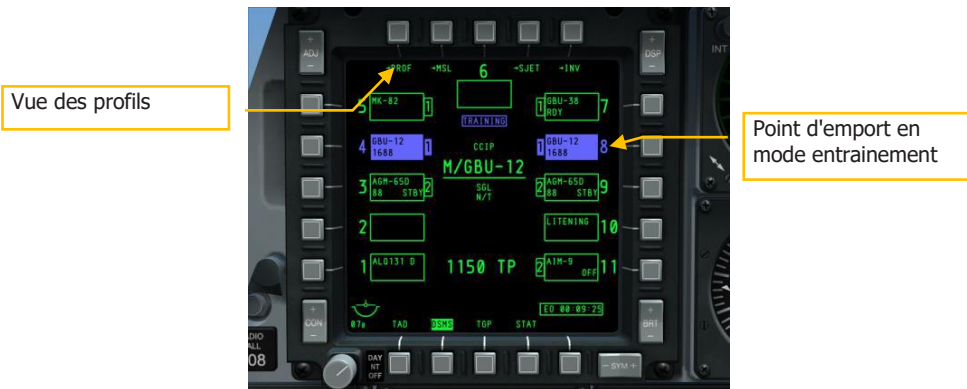 Vue des profils
Point d'emport en
mode entrainement
ADJ
DSP
INT
→PROF →MSL 6 →SJET →INV
5 MK-82 1
1 GBU-38 7
RDY
TRAINING
4 GBU-12 1
1688
CCIP
1 GBU-12 8
1688
M/GBU-12
3 AGM-65D 2
88 STBY
SGL
N/T
2 AGM-65D 9
88 STBY
2
LITENING 10
1 ALQ131 D
1150 TP
2 AIM-9 11
OFF
EO 00:09:25
TAD DSMS TGP STAT
CON
BRT
DAY
NT
OFF
- SYM +
08